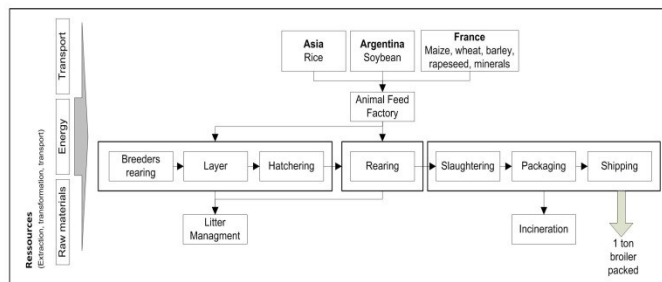 Ressources
(Extraction, transformation, transport)
Transport
Energy
Raw materials
Asia
Rice
Argentina
Soybean
France
Maize, wheat, barley,
rapeseed, minerals
Animal Feed
Factory
Breeders
rearing
Layer
Hatchering
Rearing
Slaughtering
Packaging
Shipping
Litter
Managment
Incineration
1 ton
broiler
packed